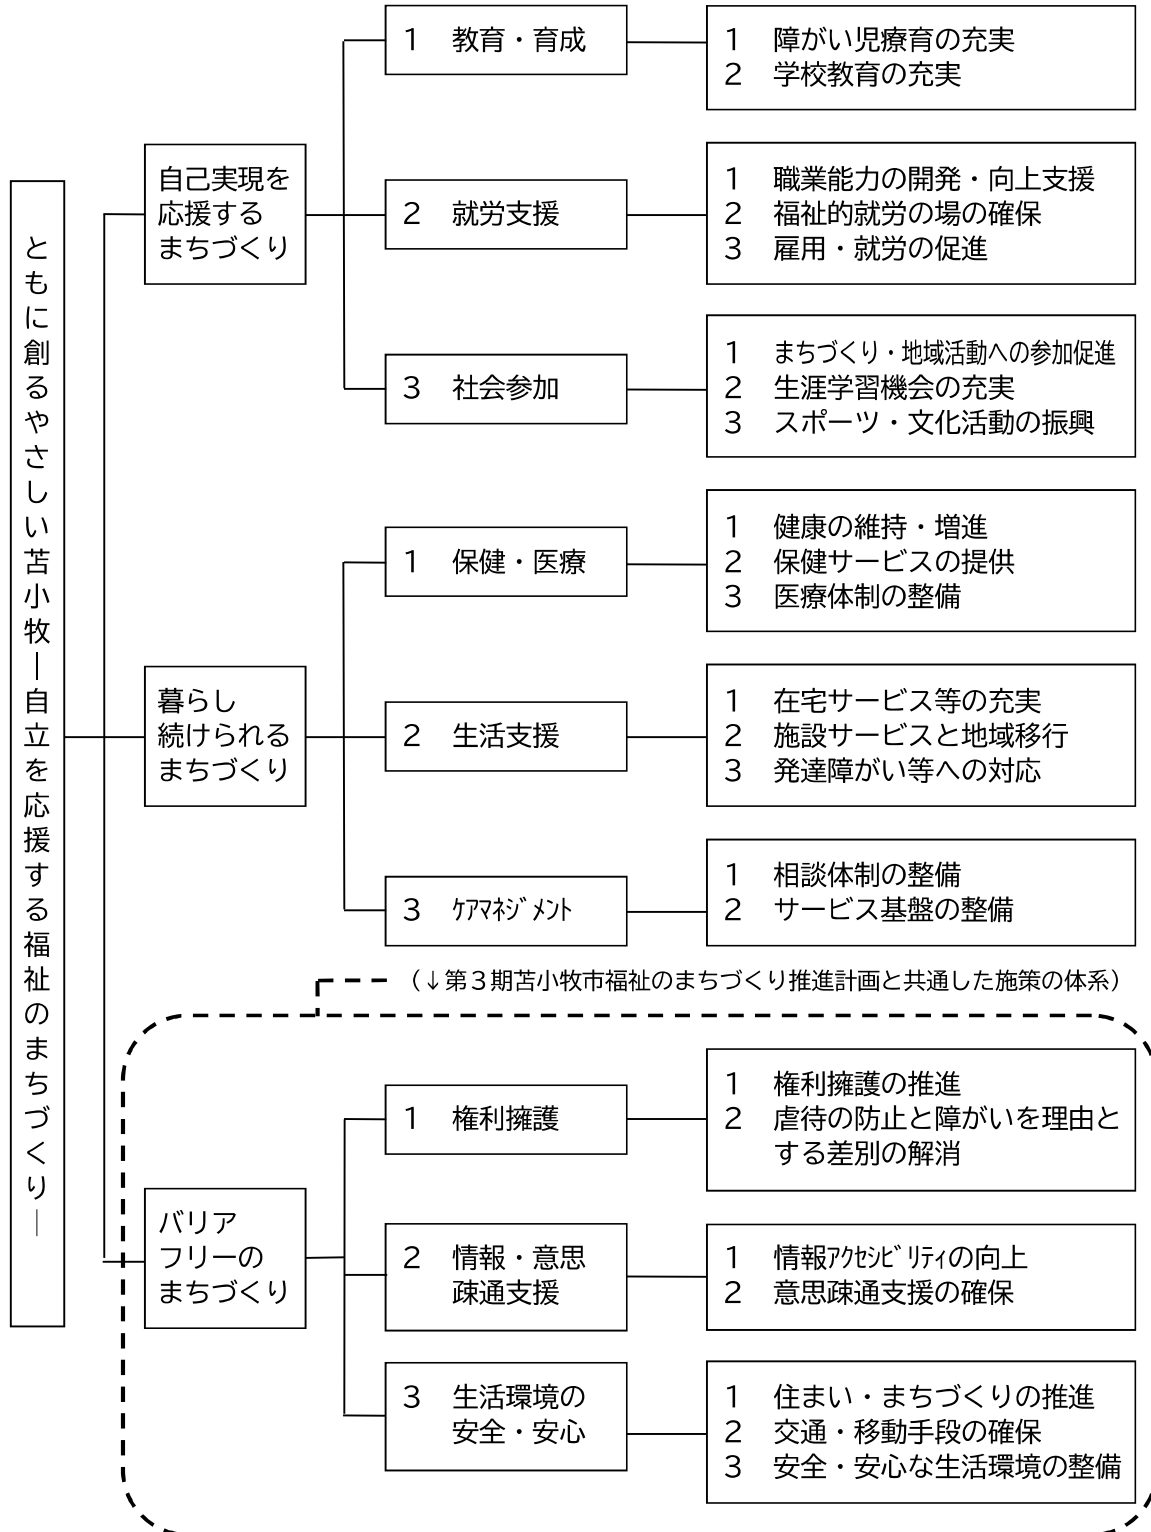 ともに創るやさしい苫小牧―自立を応援する福祉のまちづくり―
自己実現を
応援する
まちづくり
1 教育・育成
1 障がい児療育の充実
2 学校教育の充実
2 就労支援
1 職業能力の開発・向上支援
2 福祉的就労の場の確保
3 雇用・就労の促進
3 社会参加
1 まちづくり・地域活動への参加促進
2 生涯学習機会の充実
3 スポーツ・文化活動の振興
暮らし
続けられる
まちづくり
1 保健・医療
1 健康の維持・増進
2 保健サービスの提供
3 医療体制の整備
2 生活支援
1 在宅サービス等の充実
2 施設サービスと地域移行
3 発達障がい等への対応
3 ｹｱﾏﾈｼﾞﾒﾝﾄ
1 相談体制の整備
2 サービス基盤の整備
（↓第３期苫小牧市福祉のまちづくり推進計画と共通した施策の体系）
バリア
フリーの
まちづくり
1 権利擁護
1 権利擁護の推進
2 虐待の防止と障がいを理由と
する差別の解消
2 情報・意思
疎通支援
1 情報ｱｸｾｼﾋﾞﾘﾃｨの向上
2 意思疎通支援の確保
3 生活環境の
安全・安心
1 住まい・まちづくりの推進
2 交通・移動手段の確保
3 安全・安心な生活環境の整備